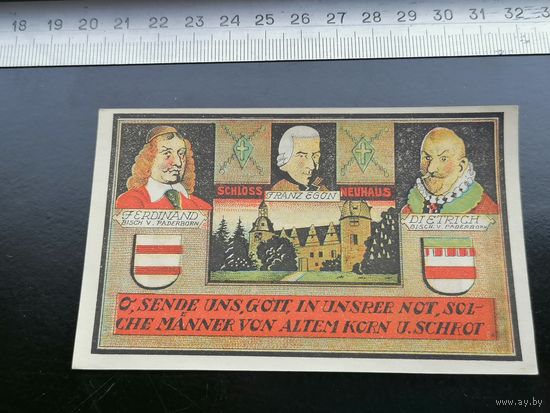 18 19 20 21 22 23 24 25 26 27 28 29 30 31 32 3
SCHLOSS NEUHAUS
FRANZ EGON
FERDINAND
BISCH V. PADERBORN
DIETRICH
BISCH V. PADERBORN
O, SENDE UNS, GOTT, IN UNSRER NOT, SOL-
CHE MÄNNER VON ALTEM KORN U. SCHROT
www.ay.by